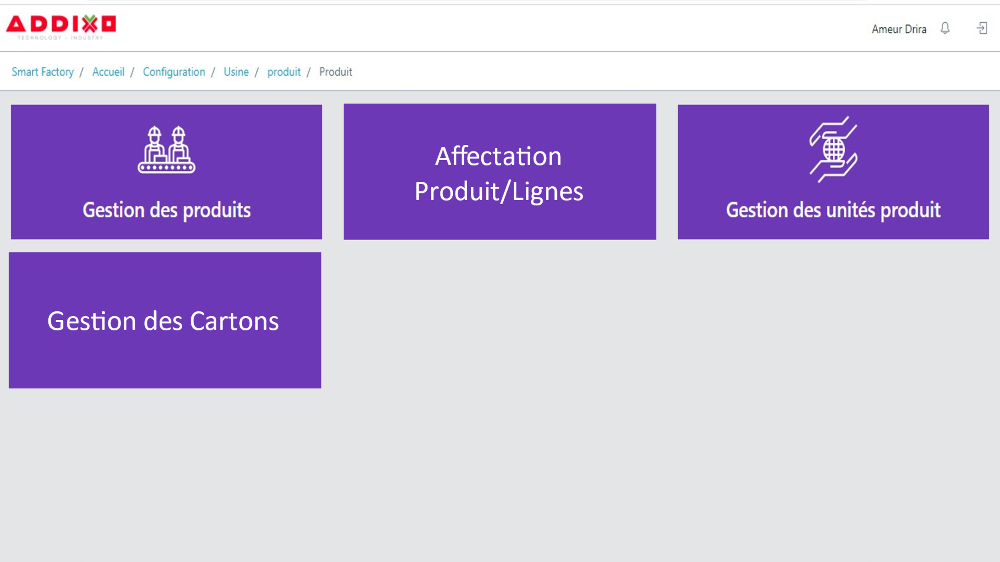 ADDIXO
TECHNOLOGY - INDUSTRY
Ameur Drira
Smart Factory / Accueil / Configuration / Usine / produit / Produit
Gestion des produits
Affectation
Produit/Lignes
Gestion des unités produit
Gestion des Cartons